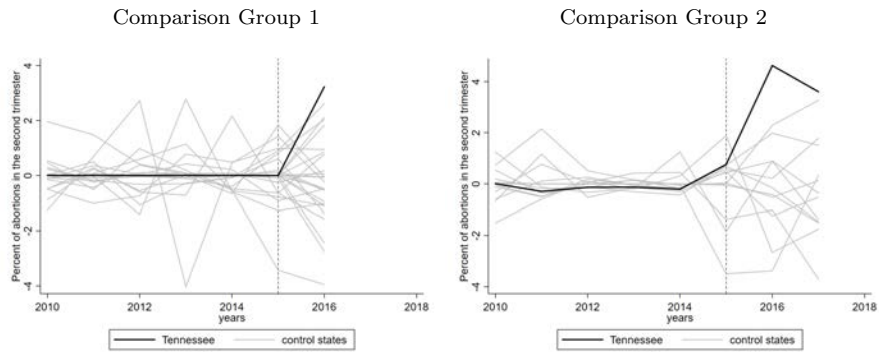 Comparison Group 1
Percent of abortions in the second trimester
4
2
0
-2
-4
2010
2012
2014
2016
2018
years
Tennessee
control states
Comparison Group 2
Percent of abortions in the second trimester
4
2
0
-2
-4
2010
2012
2014
2016
2018
years
Tennessee
control states